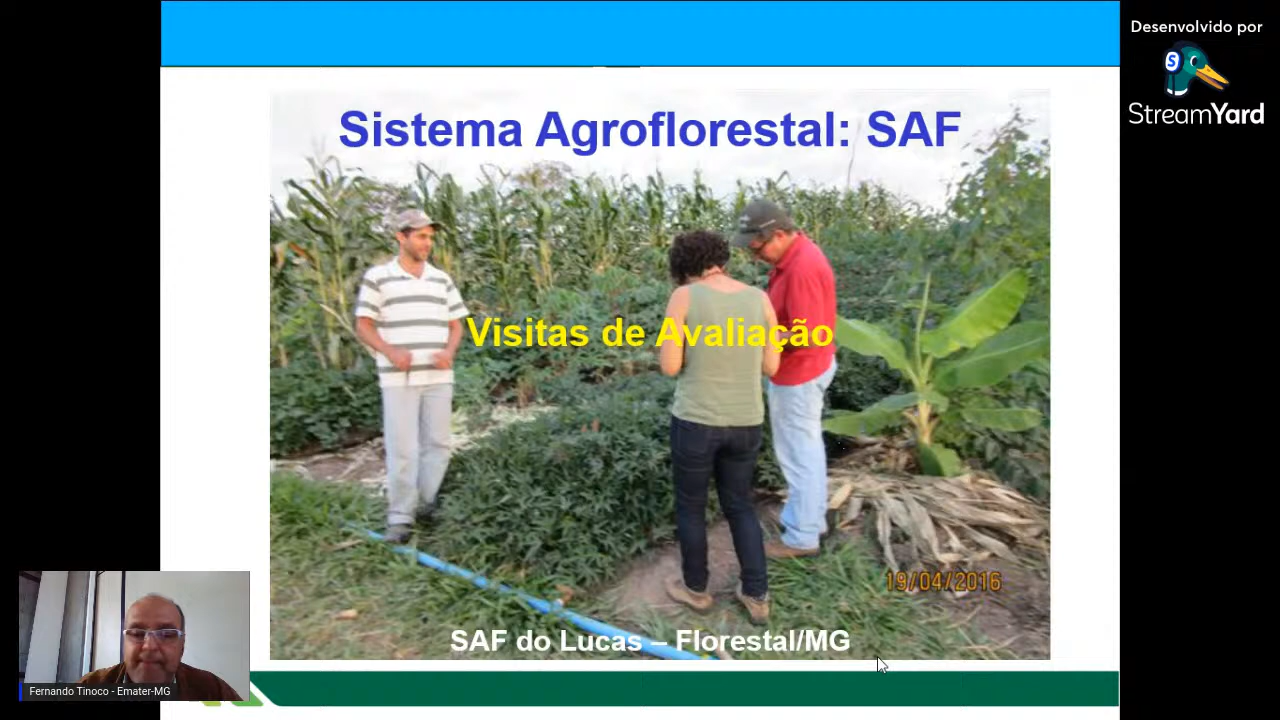 Desenvolvido por
StreamYard
Sistema Agroflorestal: SAF
Visitas de Avaliação
19/04/2016
SAF do Lucas – Florestal/MG
Fernando Tinoco - Emater-MG